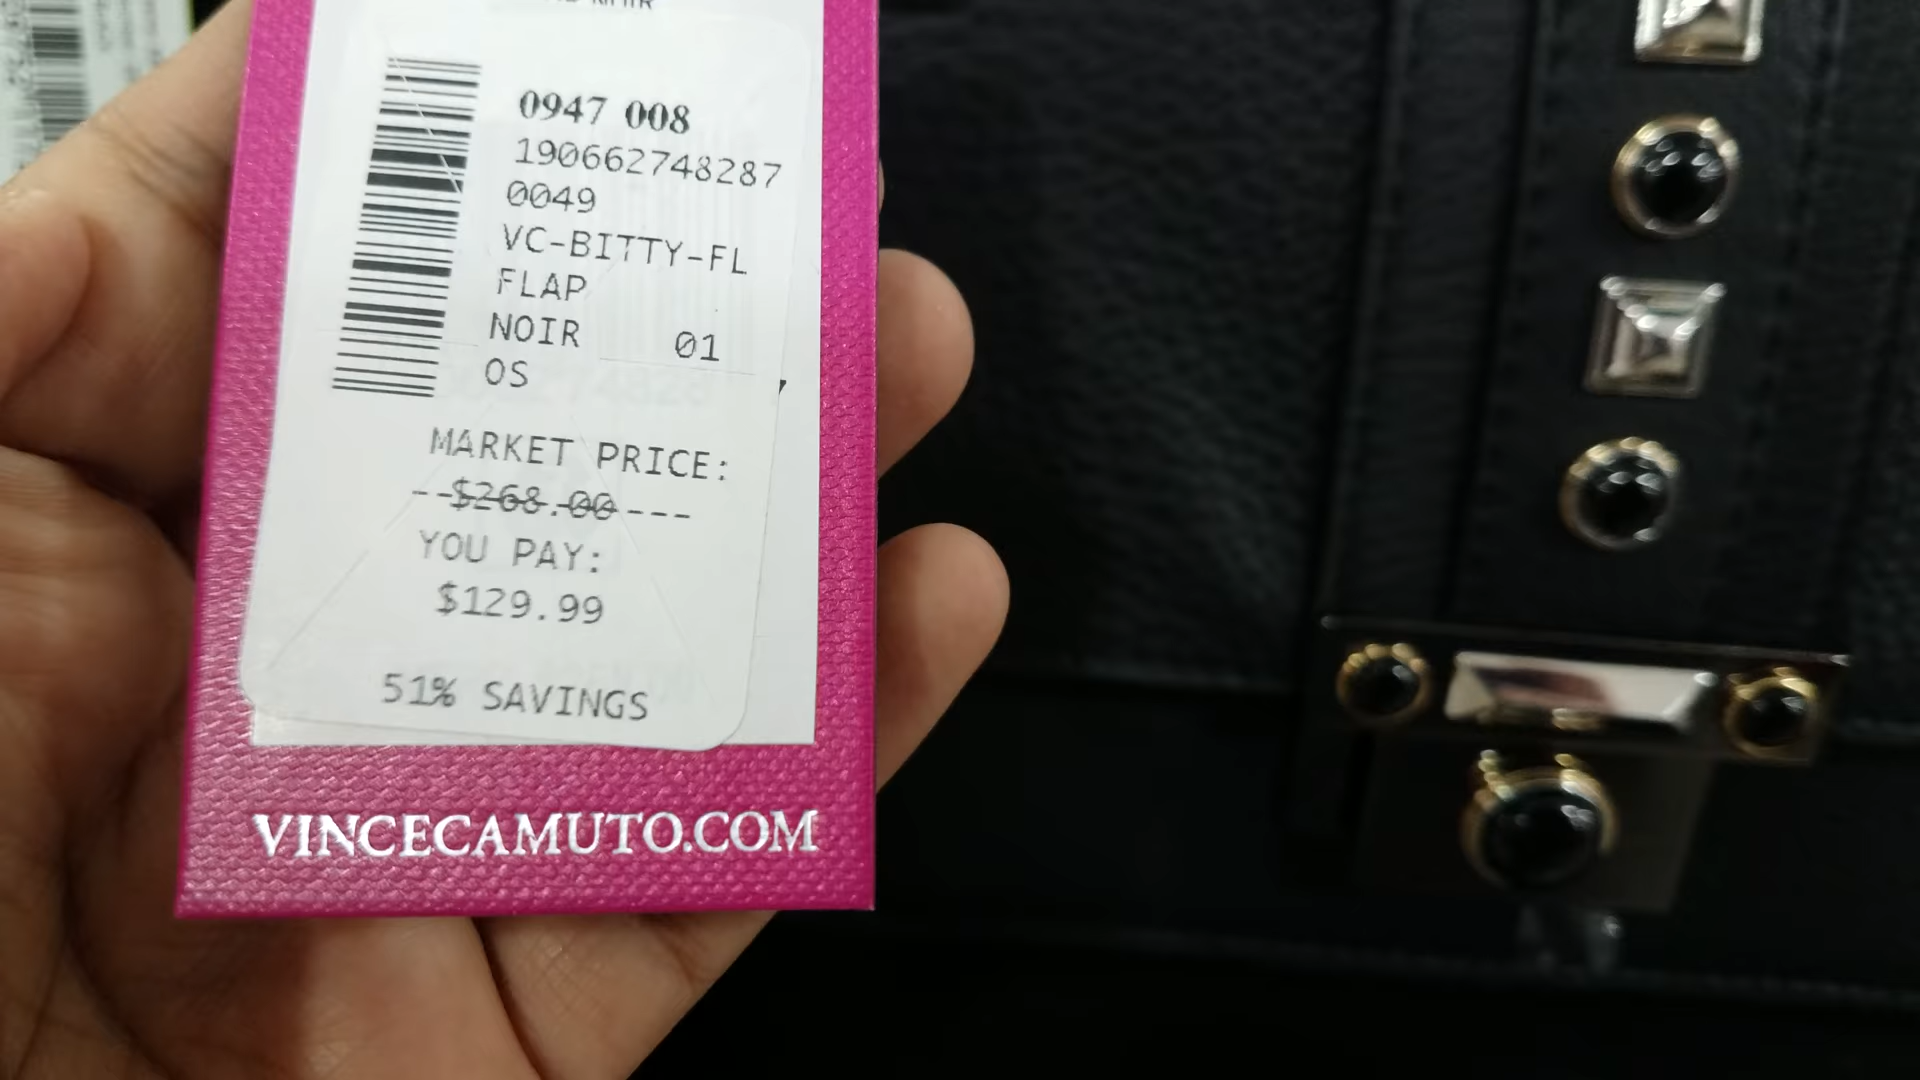 0947 008
190662748287
0049
VC-BITTY-FL
FLAP
NOIR 01
OS
MARKET PRICE:
--$268.00---
YOU PAY:
$129.99
51% SAVINGS
VINCECAMUTO.COM